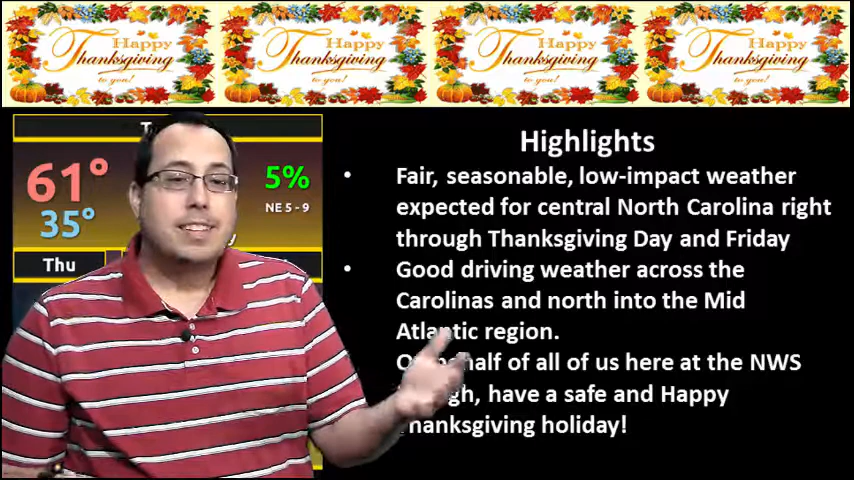 Happy Thanksgiving to you! Happy Thanksgiving to you! Happy Thanksgiving to you! Happy Thanksgiving to you!
Highlights
61°
35°
5%
NE 5 - 9
Thu
• Fair, seasonable, low-impact weather
expected for central North Carolina right
through Thanksgiving Day and Friday
• Good driving weather across the
Carolinas and north into the Mid
Atlantic region.
of all of us here at the NWS
have a safe and Happy
Thanksgiving holiday!